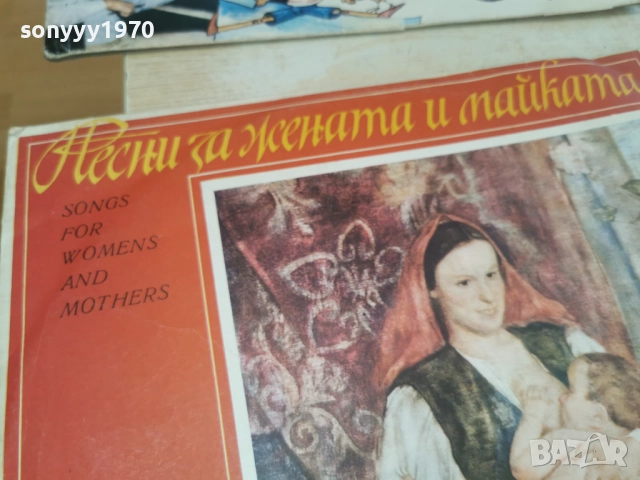 sonyyy1970
Песни за жената и майката
SONGS
FOR
WOMENS
AND
MOTHERS
BAZAR